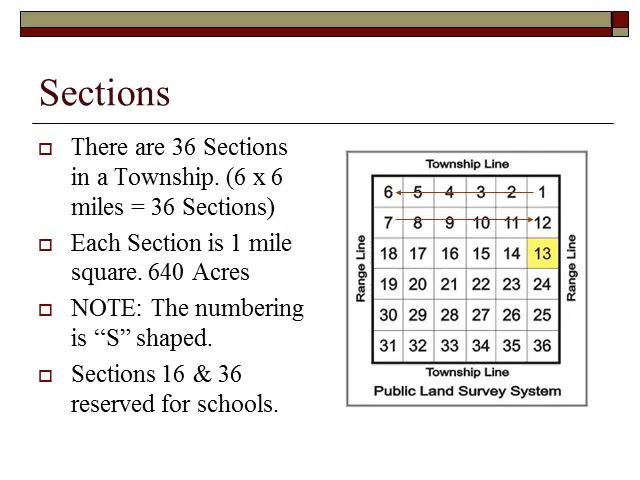 Sections
There are 36 Sections
in a Township. (6 x 6
miles = 36 Sections)
Each Section is 1 mile
square. 640 Acres
NOTE: The numbering
is “S” shaped.
Sections 16 & 36
reserved for schools.
Township Line
Range Line
6 5 4 3 2 1
7 8 9 10 11 12
18 17 16 15 14 13
19 20 21 22 23 24
30 29 28 27 26 25
31 32 33 34 35 36
Range Line
Township Line
Public Land Survey System